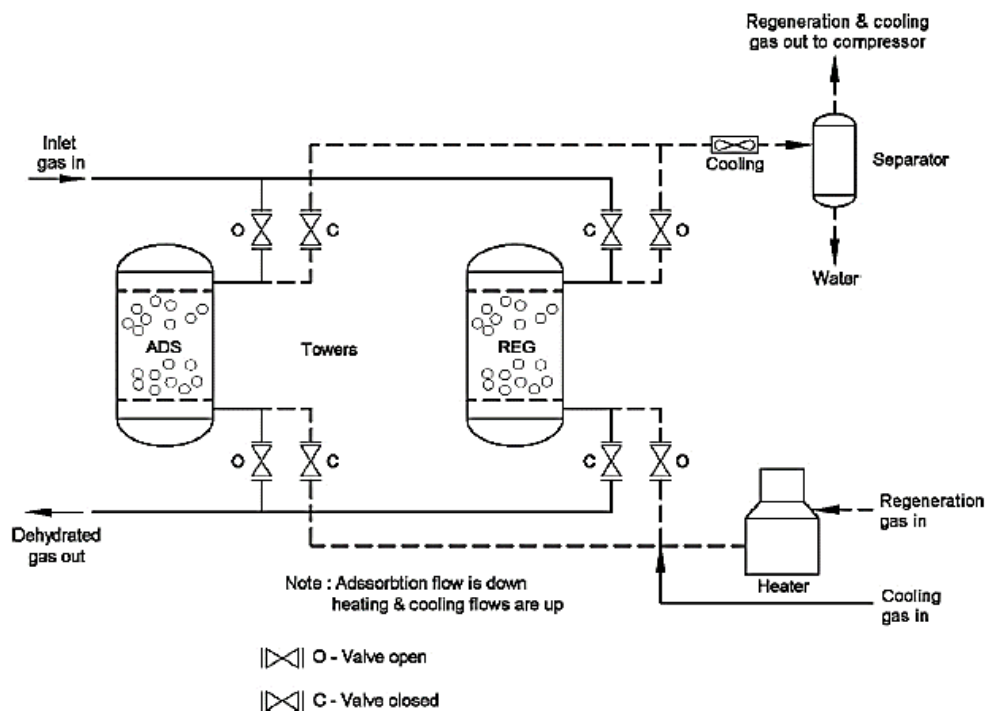 Regeneration & cooling
gas out to compressor
Inlet
gas in
Cooling
Separator
O
C
C
O
Water
ADS
Towers
REG
O
C
C
O
Regeneration
gas in
Dehydrated
gas out
Heater
Note : Adssorbtion flow is down
heating & cooling flows are up
Cooling
gas in
O - Valve open
C - Valve closed